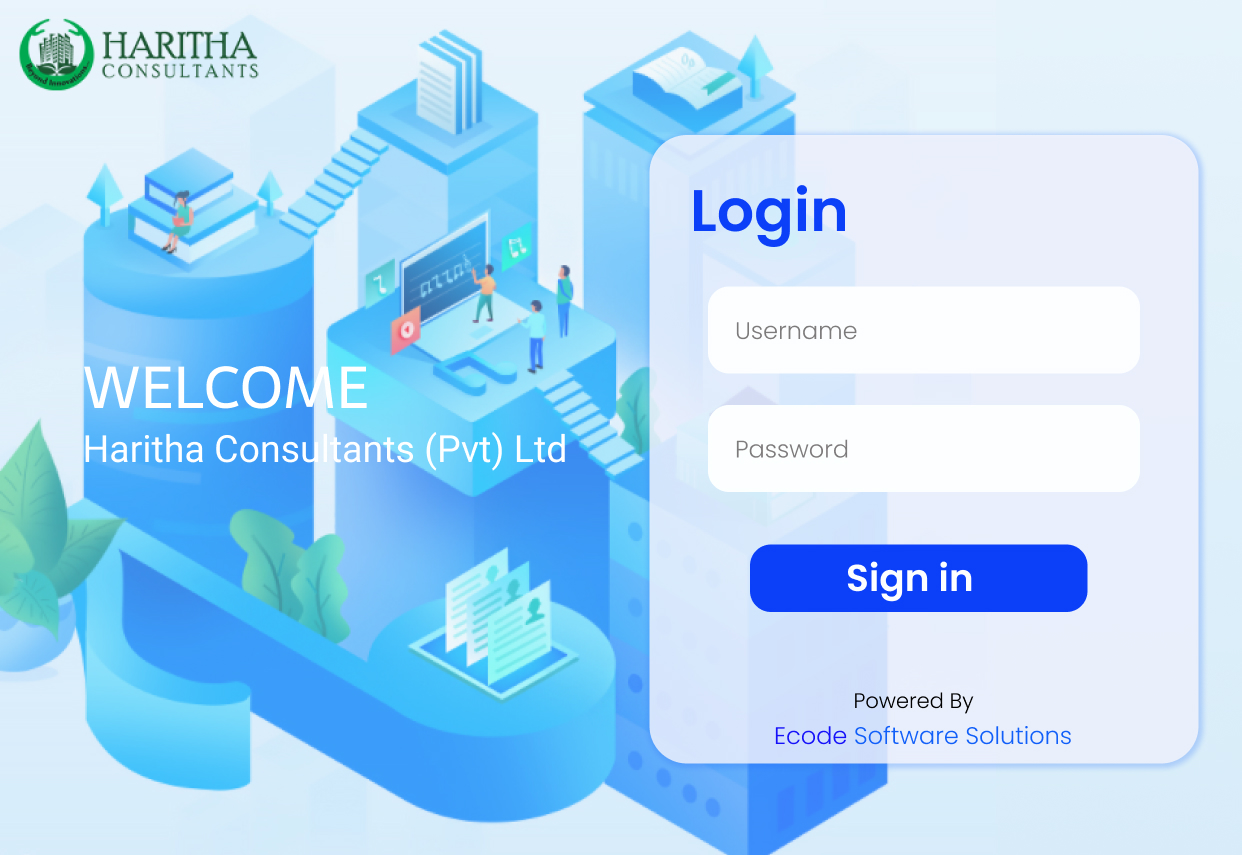 HARITHA
CONSULTANTS
Beyond Innovations
WELCOME
Haritha Consultants (Pvt) Ltd
Login
Username
Password
Sign in
Powered By
Ecode Software Solutions